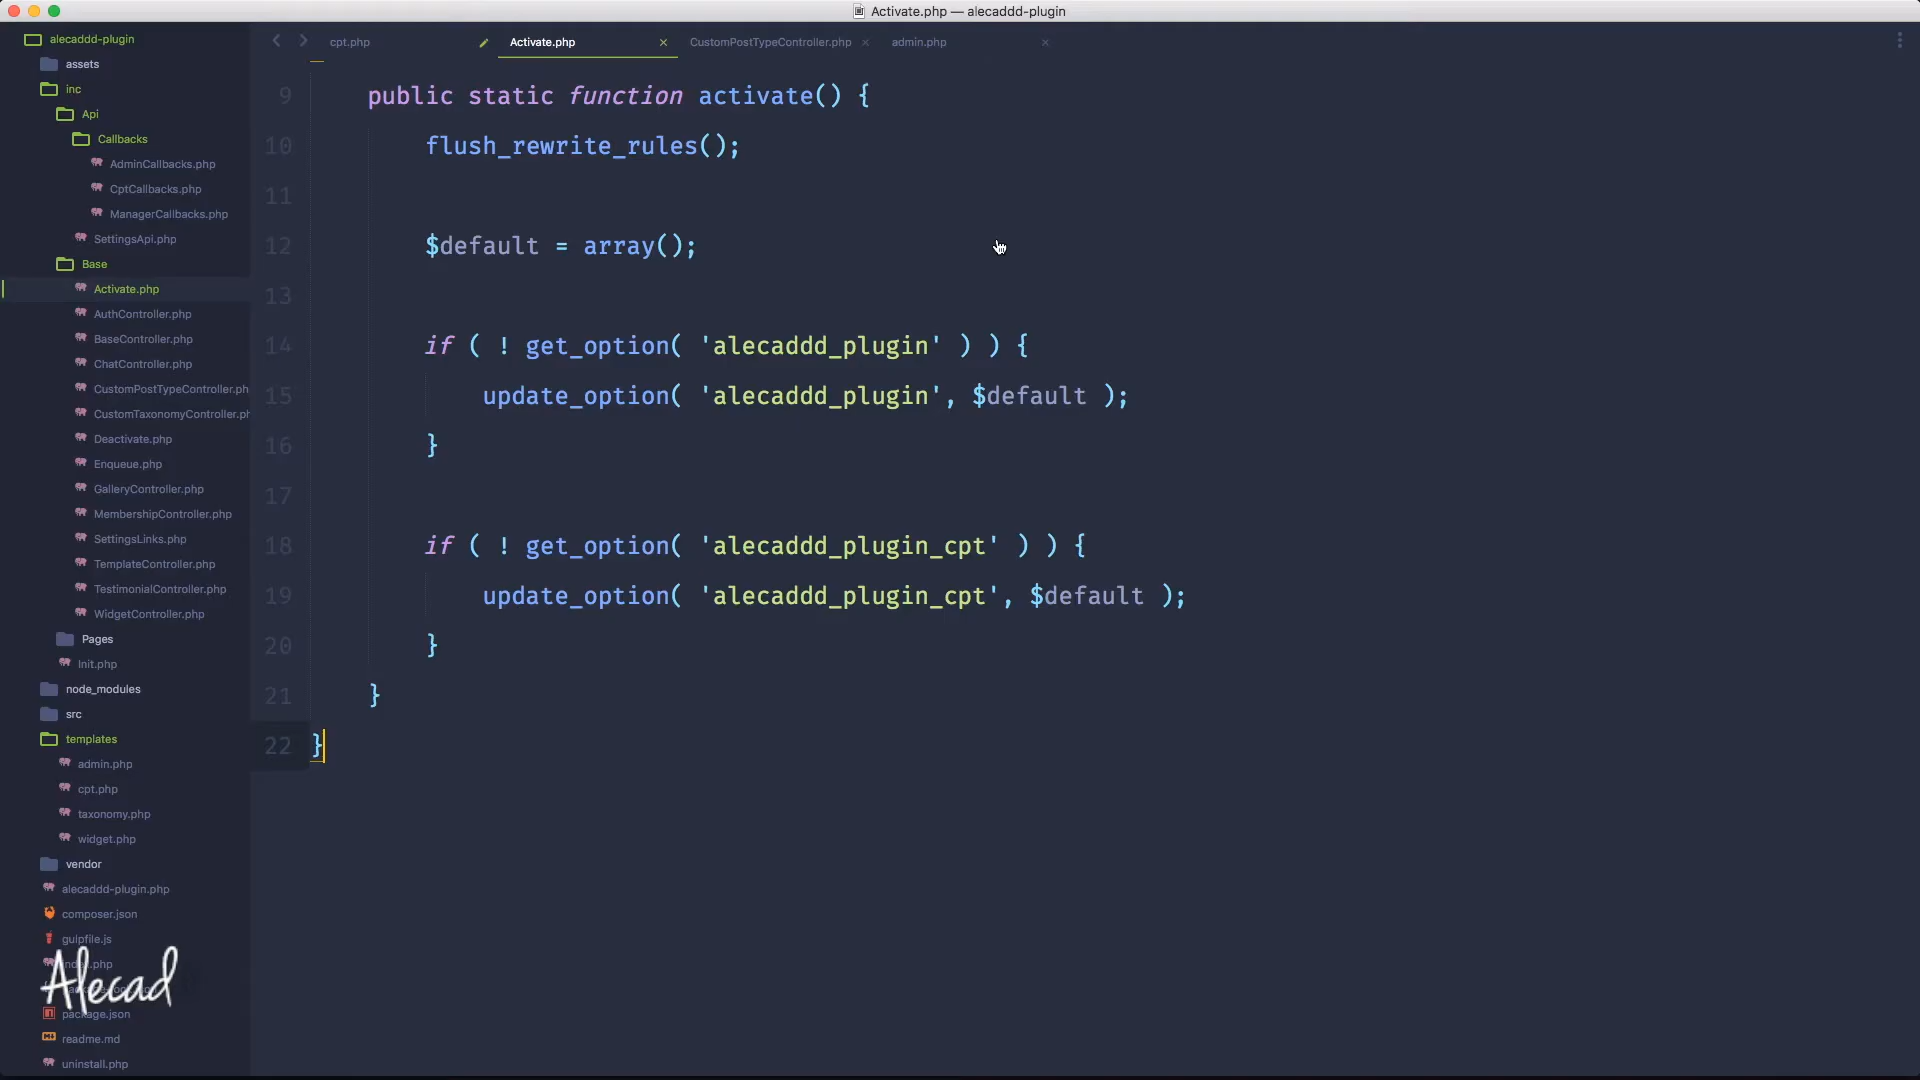 Activate.php — alecaddd-plugin
alecaddd-plugin
assets
inc
Api
Callbacks
AdminCallbacks.php
CptCallbacks.php
ManagerCallbacks.php
SettingsApi.php
Base
Activate.php
AuthController.php
BaseController.php
ChatController.php
CustomPostTypeController.ph
CustomTaxonomyController.ph
Deactivate.php
Enqueue.php
GalleryController.php
MembershipController.php
SettingsLinks.php
TemplateController.php
TestimonialController.php
WidgetController.php
Pages
Init.php
node_modules
src
templates
admin.php
cpt.php
taxonomy.php
widget.php
vendor
alecaddd-plugin.php
composer.json
gulpfile.js
Alecad
package.json
readme.md
uninstall.php
cpt.php Activate.php CustomPostTypeController.php admin.php
9 public static function activate() {
10 flush_rewrite_rules();
11
12 $default = array();
13
14 if ( ! get_option( 'alecaddd_plugin' ) ) {
15 update_option( 'alecaddd_plugin', $default );
16 }
17
18 if ( ! get_option( 'alecaddd_plugin_cpt' ) ) {
19 update_option( 'alecaddd_plugin_cpt', $default );
20 }
21 }
22 }